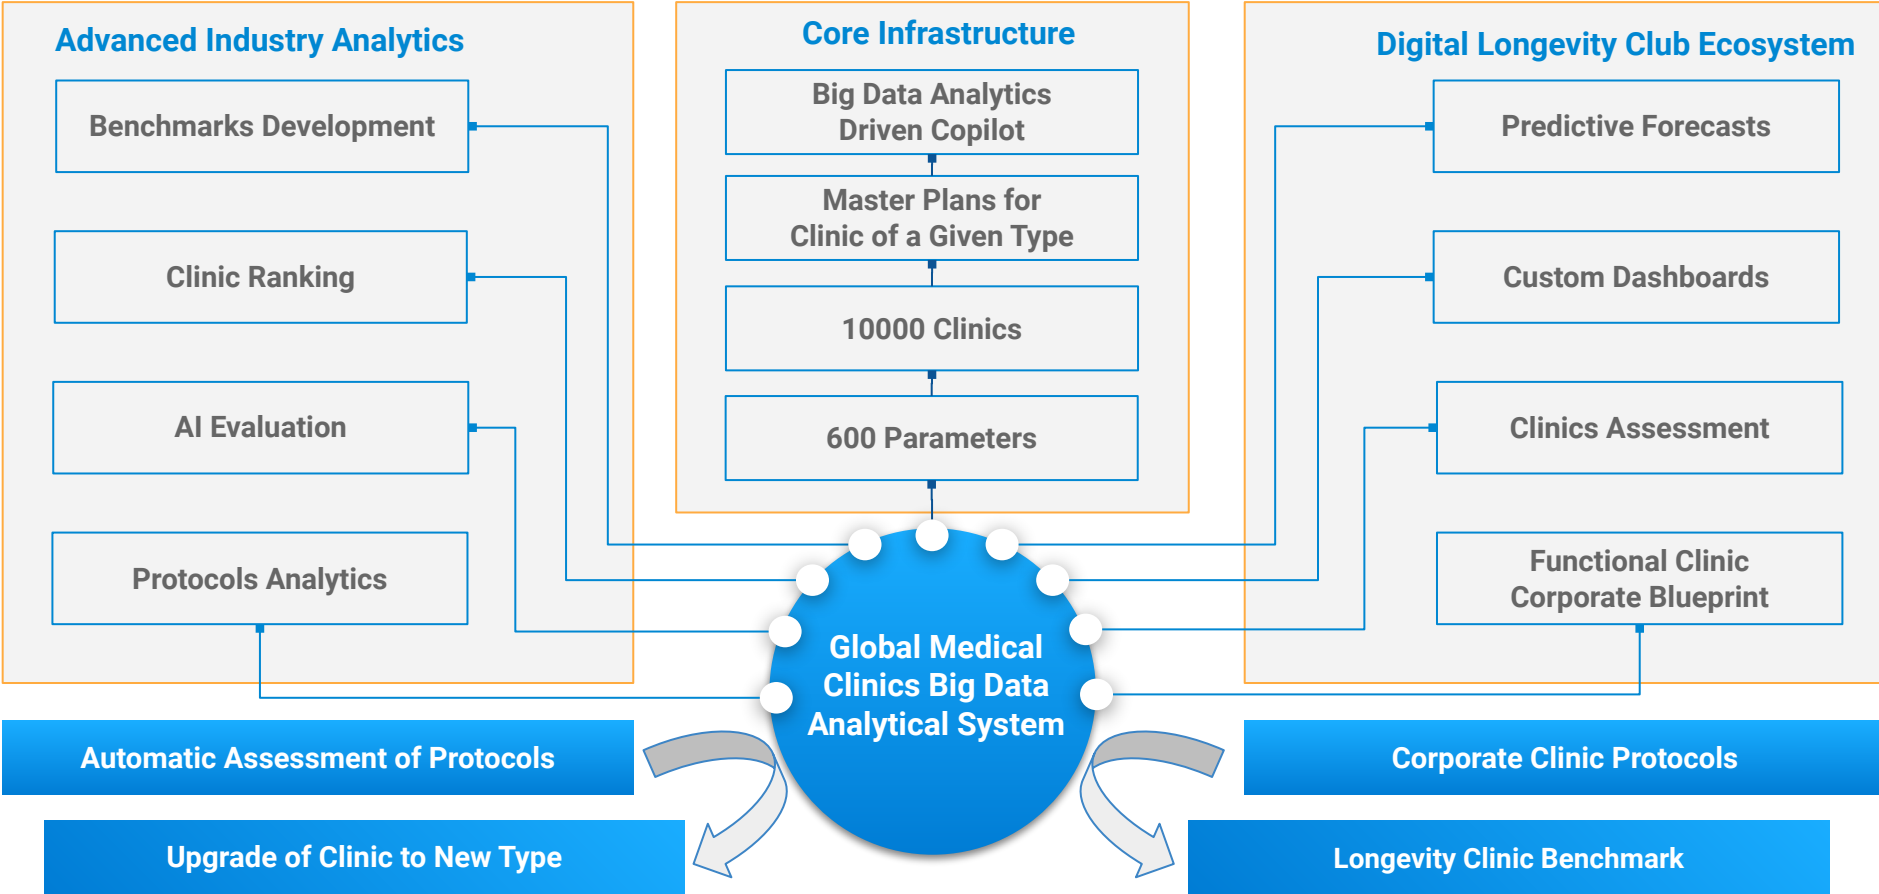 Advanced Industry Analytics
Benchmarks Development
Clinic Ranking
AI Evaluation
Protocols Analytics
Core Infrastructure
Big Data Analytics
Driven Copilot
Master Plans for
Clinic of a Given Type
10000 Clinics
600 Parameters
Digital Longevity Club Ecosystem
Predictive Forecasts
Custom Dashboards
Clinics Assessment
Functional Clinic
Corporate Blueprint
Global Medical
Clinics Big Data
Analytical System
Automatic Assessment of Protocols
Upgrade of Clinic to New Type
Corporate Clinic Protocols
Longevity Clinic Benchmark